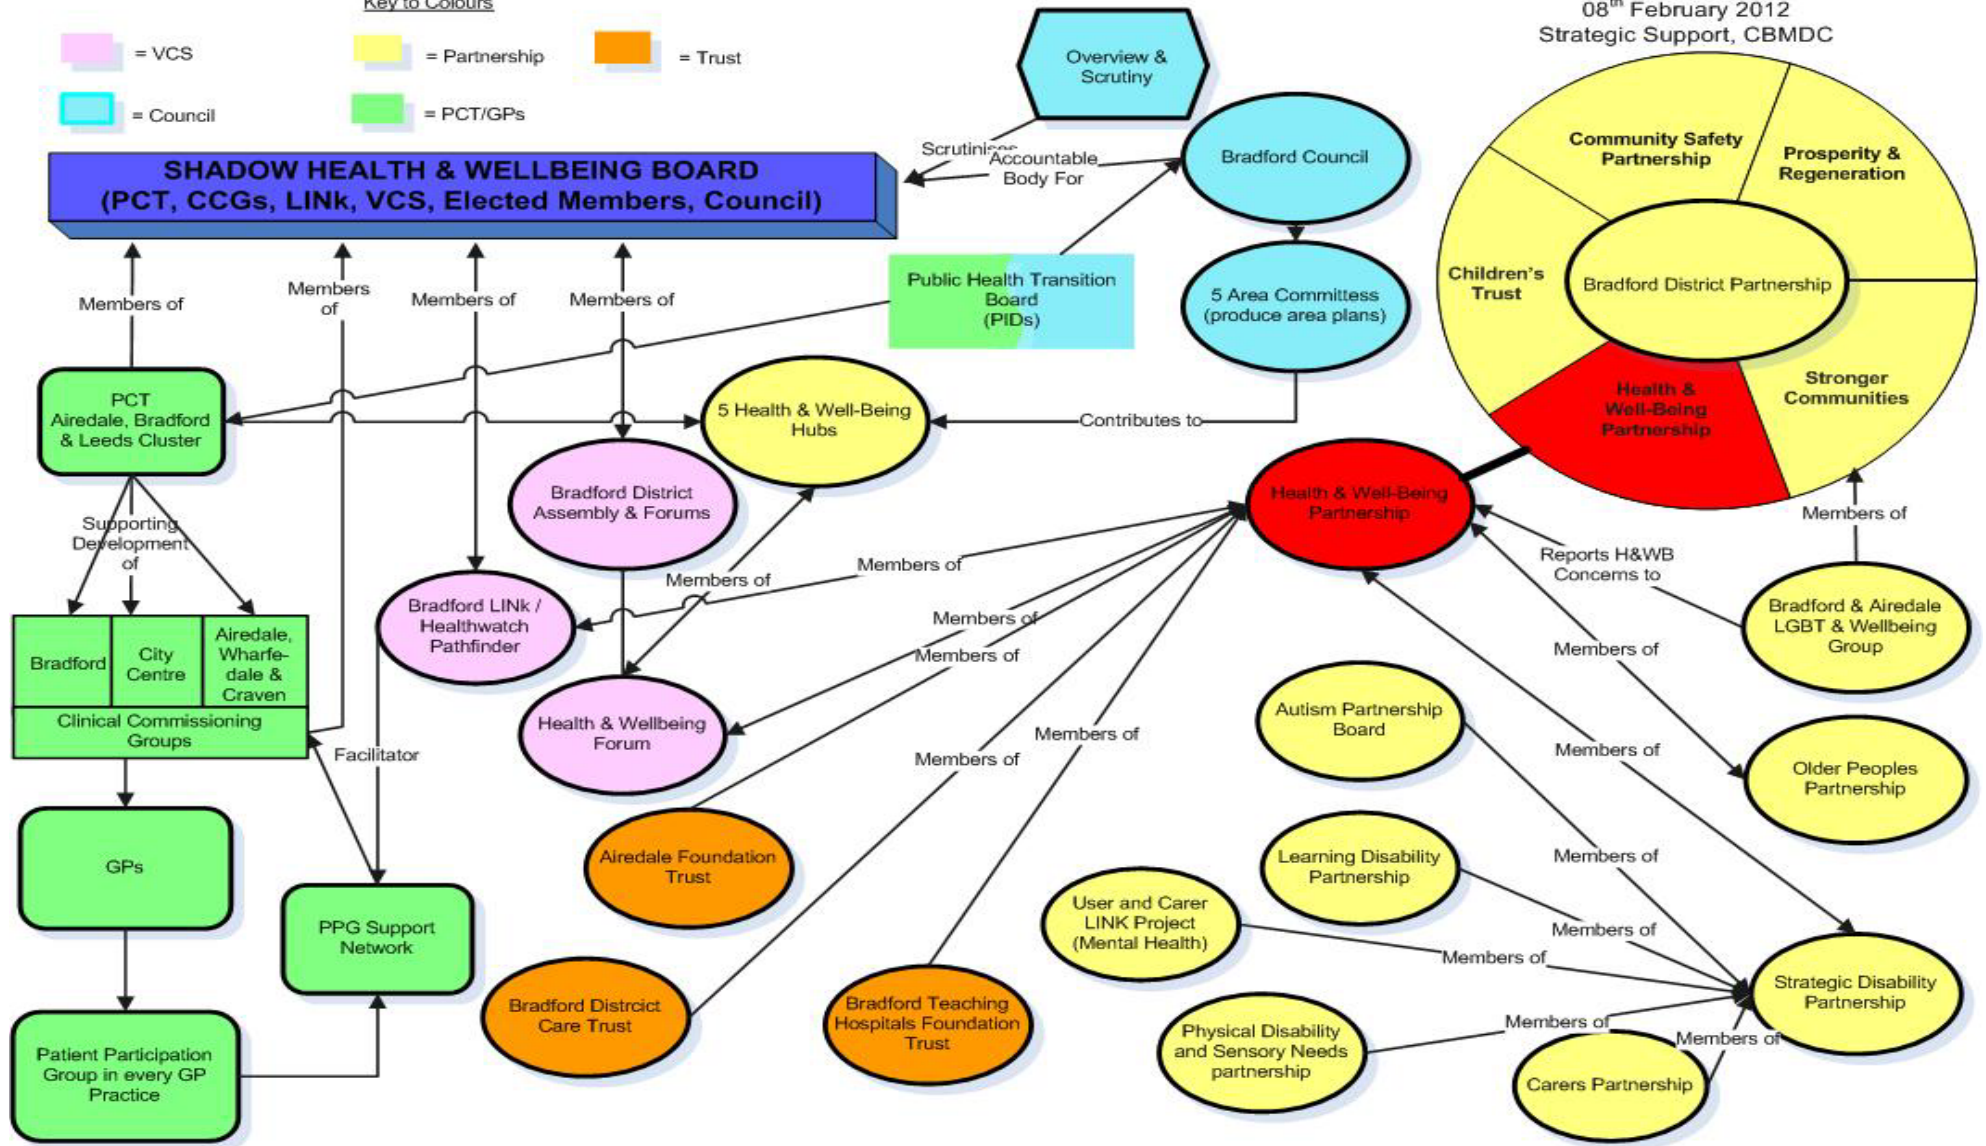 Key to Colours
= VCS
= Partnership
= Trust
= Council
= PCT/GPs
08th February 2012
Strategic Support, CBMDC
Overview &
Scrutiny
Scrutinises
Accountable
Body For
Bradford Council
SHADOW HEALTH & WELLBEING BOARD
(PCT, CCGs, LINk, VCS, Elected Members, Council)
Community Safety
Partnership
Prosperity &
Regeneration
Children's
Trust
Bradford District Partnership
Health &
Well-Being
Partnership
Stronger
Communities
Members of
Members
of
Members of
Members of
Public Health Transition
Board
(PIDs)
5 Area Committess
(produce area plans)
PCT
Airedale, Bradford
& Leeds Cluster
5 Health & Well-Being
Hubs
Contributes to
Bradford District
Assembly & Forums
Health & Well-Being
Partnership
Members of
Supporting
Development
of
Members of
Members of
Reports H&WB
Concerns to
Bradford LINk /
Healthwatch
Pathfinder
Bradford & Airedale
LGBT & Wellbeing
Group
Bradford
City
Centre
Airedale,
Wharfe-
dale &
Craven
Clinical Commissioning
Groups
Members of
Members of
Members of
Health & Wellbeing
Forum
Facilitator
Members of
Members of
Autism Partnership
Board
Members of
Older Peoples
Partnership
GPs
Airedale Foundation
Trust
Learning Disability
Partnership
Members of
PPG Support
Network
User and Carer
LINK Project
(Mental Health)
Members of
Members of
Strategic Disability
Partnership
Bradford Distrcict
Care Trust
Bradford Teaching
Hospitals Foundation
Trust
Physical Disability
and Sensory Needs
partnership
Members of
Members of
Carers Partnership
Patient Participation
Group in every GP
Practice